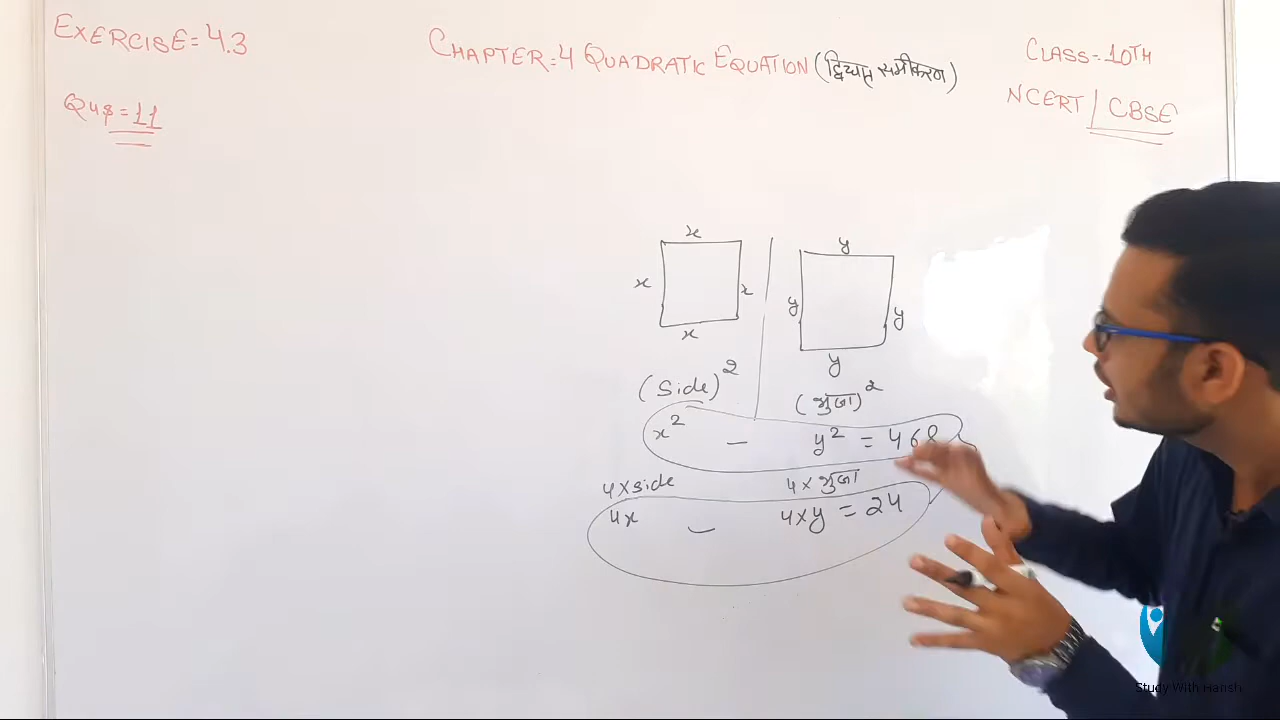 EXERCISE=4.3
CHAPTER:4 QUADRATIC EQUATION (द्विघात समीकरण)
CLASS=10TH
NCERT/CBSE
Qus=11
x
y
x
x
y
y
x
y
(Side)²
(भुजा)²
x² - y² = 468
4×side
4×भुजा
4x - 4×y = 24
Study With Harish